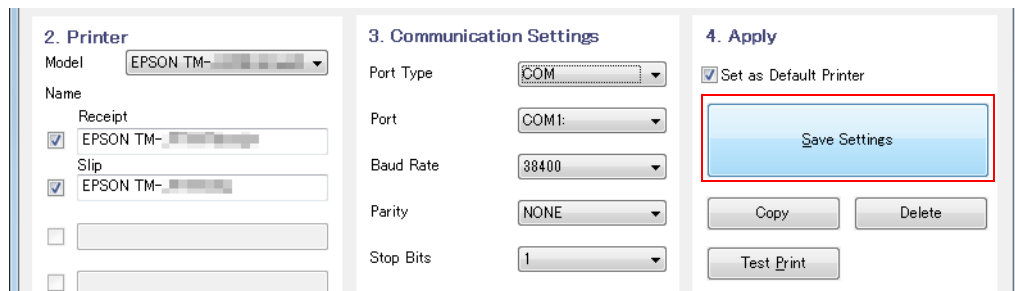 2. Printer
Model EPSON TM-
Name
Receipt
EPSON TM-
Slip
EPSON TM-
3. Communication Settings
Port Type COM
Port COM1:
Baud Rate 38400
Parity NONE
Stop Bits 1
4. Apply
Set as Default Printer
Save Settings
Copy Delete
Test Print